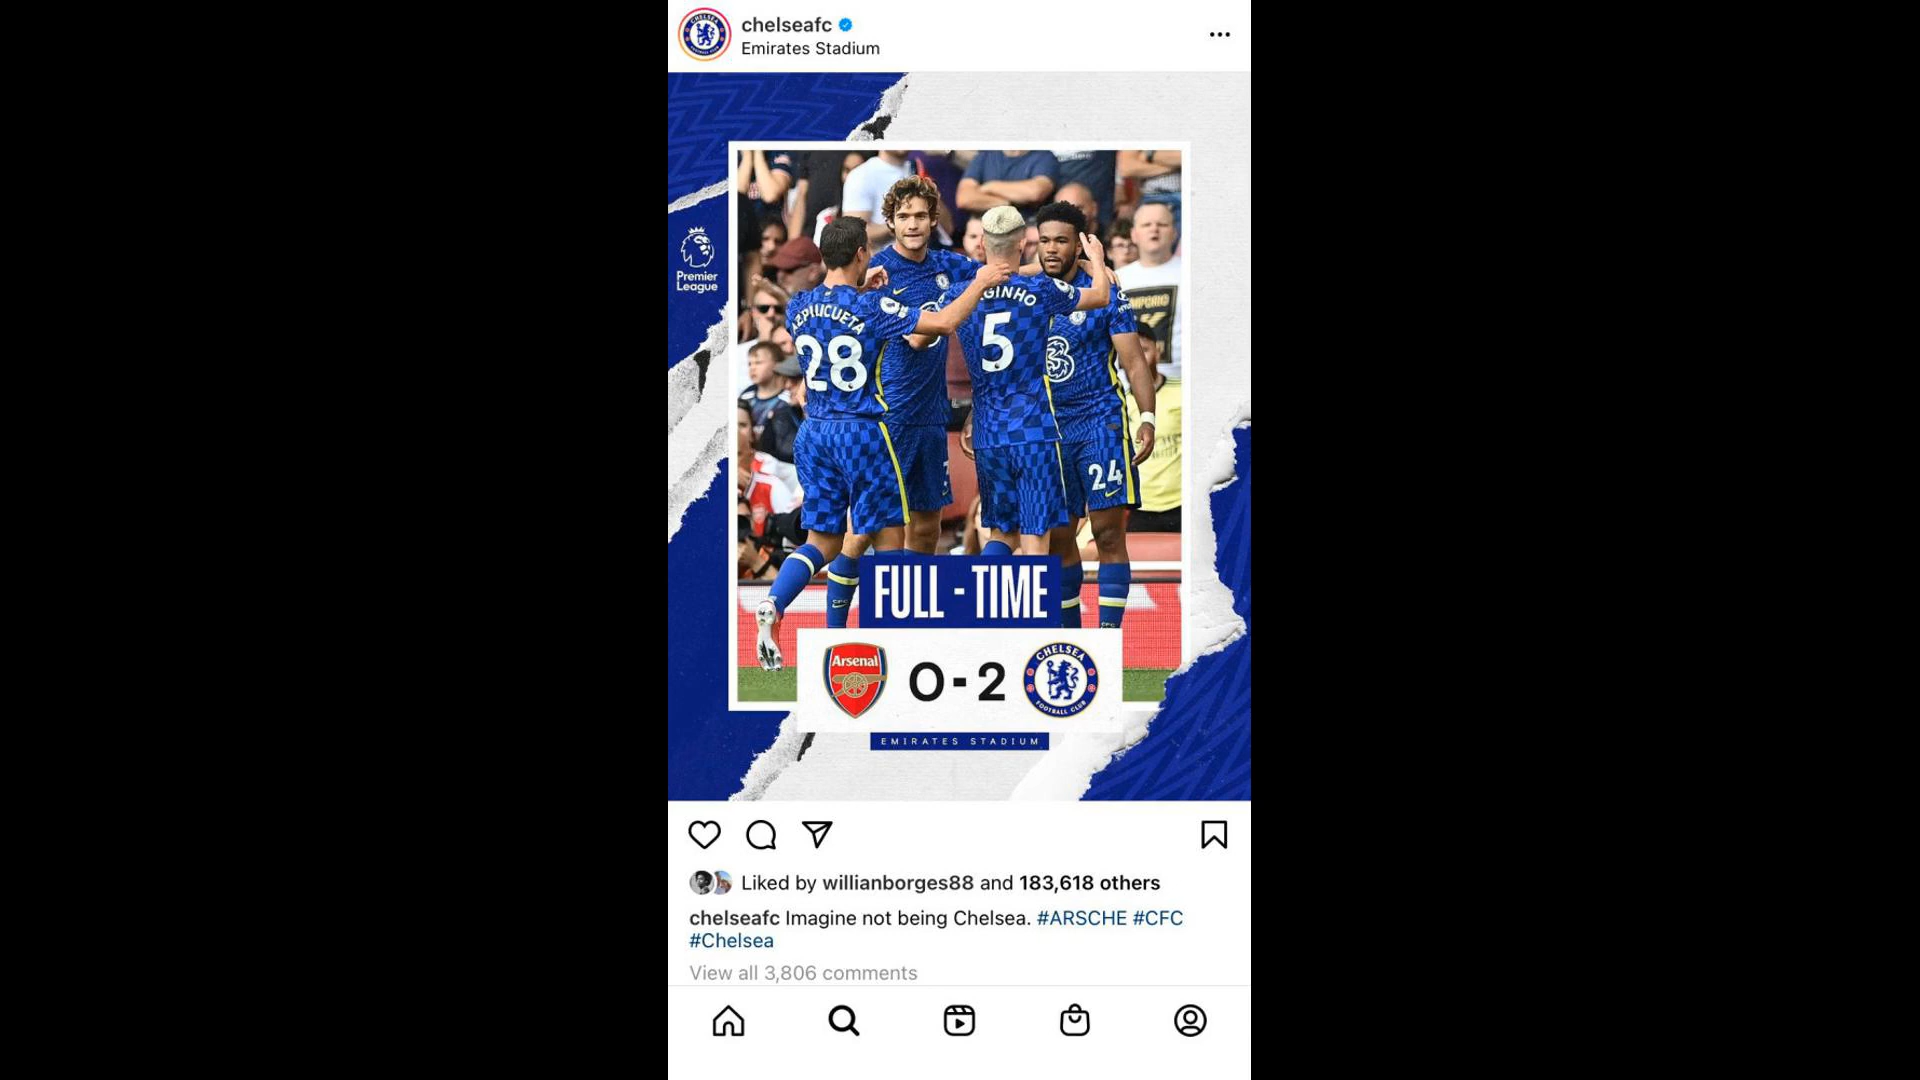 chelseafc
Emirates Stadium
Premier
League
AZPILICUETA
28
GINHO
5
3
24
FULL - TIME
Arsenal
0 - 2
CHELSEA
FOOTBALL CLUB
EMIRATES STADIUM
Liked by willianborges88 and 183,618 others
chelseafc Imagine not being Chelsea. #ARSCHE #CFC
#Chelsea
View all 3,806 comments